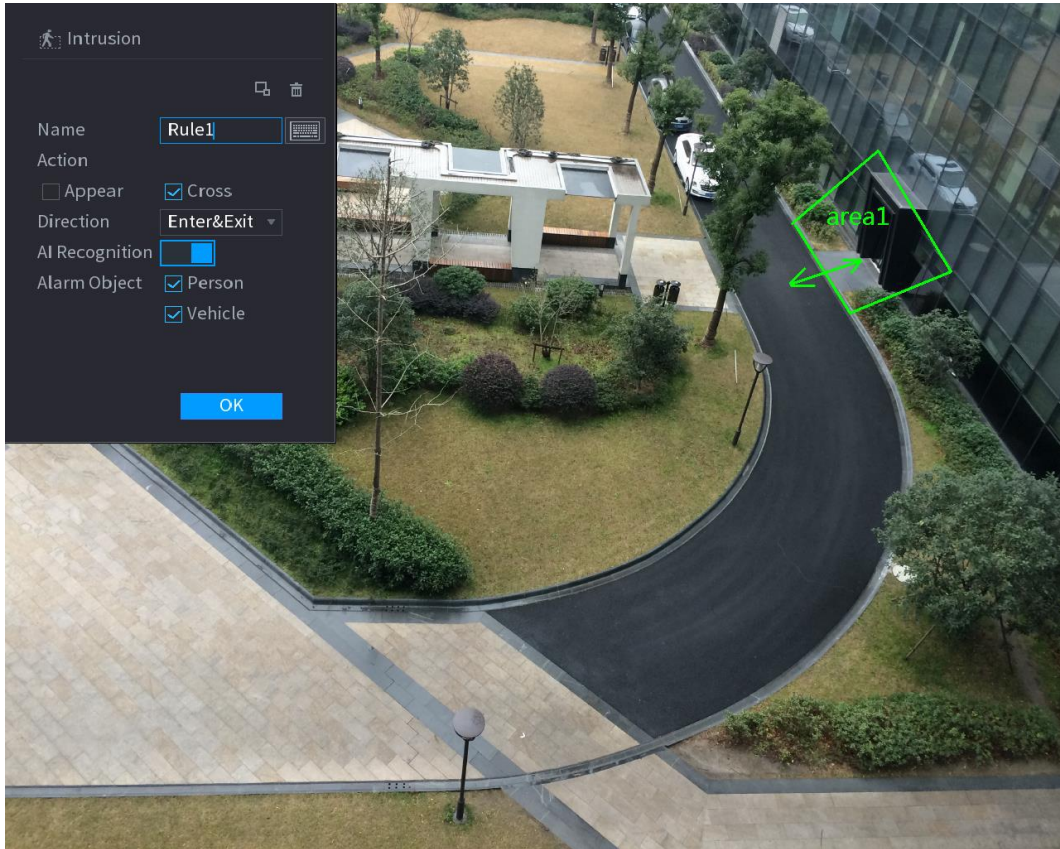 Intrusion
Name Rule1
Action
Appear Cross
Direction Enter&Exit
AI Recognition
Alarm Object Person
Vehicle
OK
area1